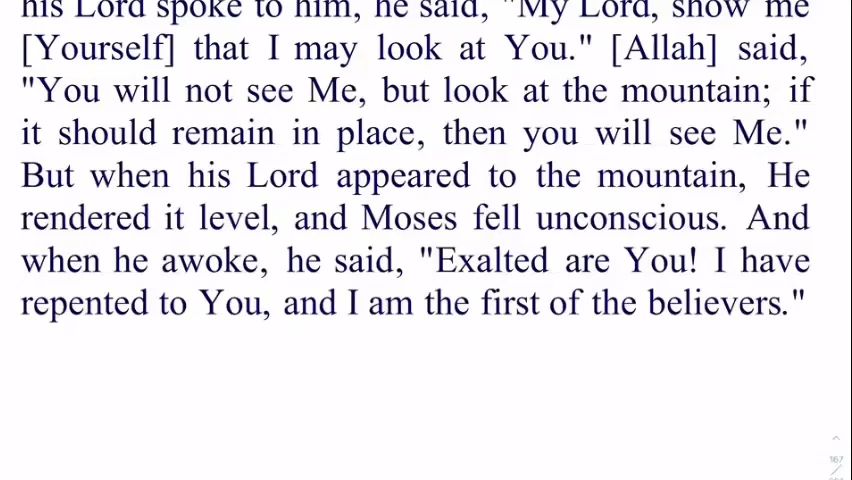 his Lord spoke to him, he said, "My Lord, show me
[Yourself] that I may look at You." [Allah] said,
"You will not see Me, but look at the mountain; if
it should remain in place, then you will see Me."
But when his Lord appeared to the mountain, He
rendered it level, and Moses fell unconscious. And
when he awoke, he said, "Exalted are You! I have
repented to You, and I am the first of the believers."
167